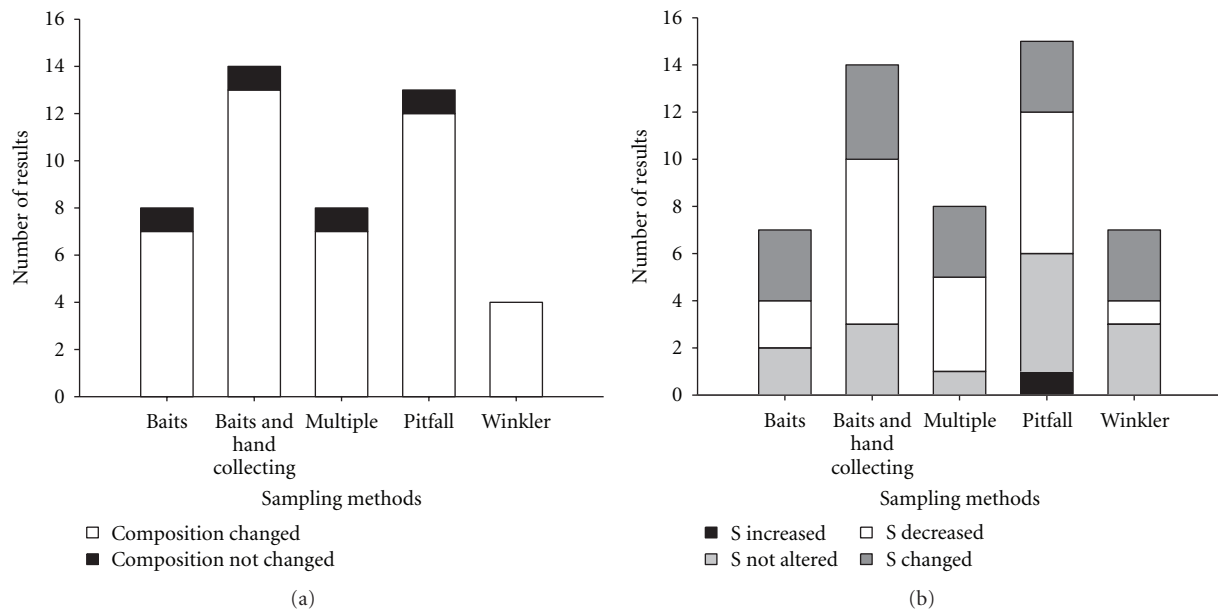 16
14
12
10
8
6
4
2
0
Number of results
Baits
Baits and
hand
collecting
Multiple
Pitfall
Winkler
Sampling methods
Composition changed
Composition not changed
(a)
16
14
12
10
8
6
4
2
0
Number of results
Baits
Baits and
hand
collecting
Multiple
Pitfall
Winkler
Sampling methods
S increased
S not altered
S decreased
S changed
(b)